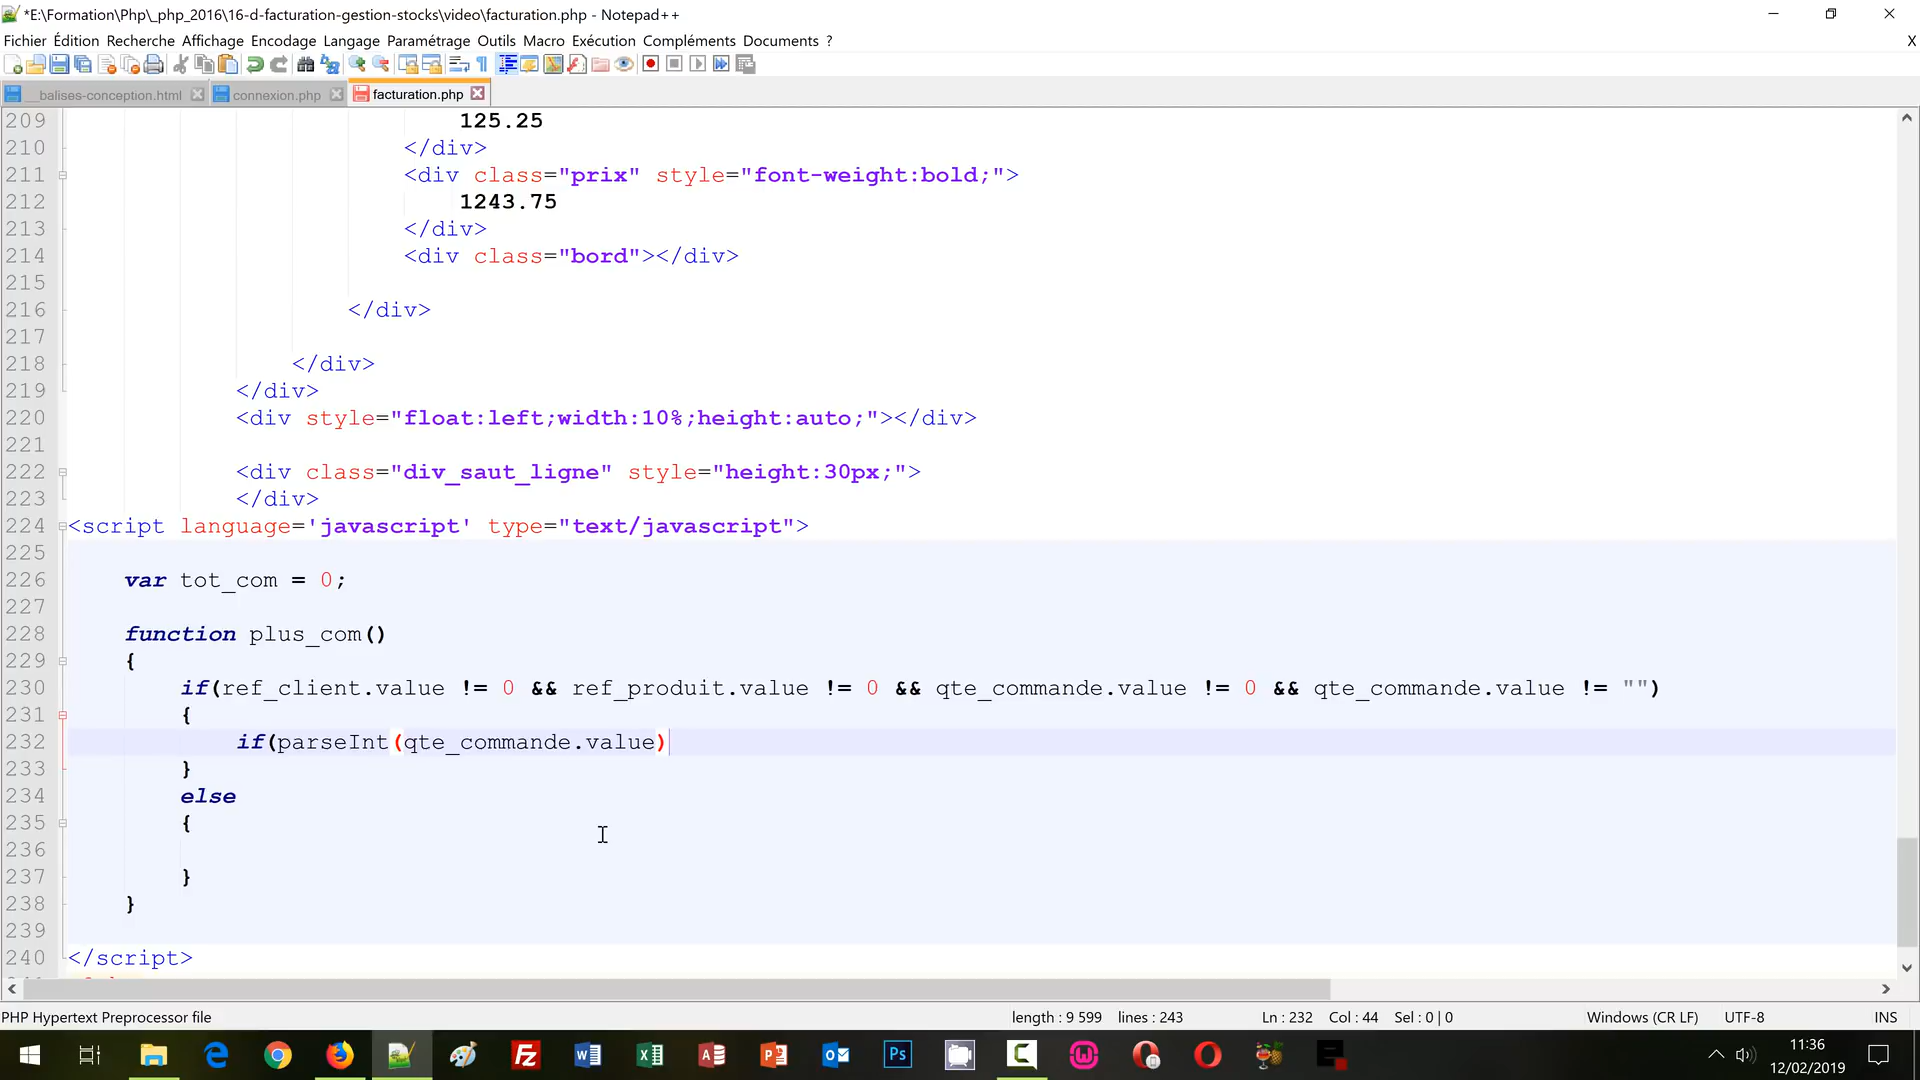 *E:\Formation\Php\_php_2016\16-d-facturation-gestion-stocks\video\facturation.php - Notepad++
Fichier Édition Recherche Affichage Encodage Langage Paramétrage Outils Macro Exécution Compléments Documents ? X
__balises-conception.html connexion.php facturation.php
209 125.25
210 </div>
211 <div class="prix" style="font-weight:bold;">
212 1243.75
213 </div>
214 <div class="bord"></div>
215
216 </div>
217
218 </div>
219 </div>
220 <div style="float:left;width:10%;height:auto;"></div>
221
222 <div class="div_saut_ligne" style="height:30px;">
223 </div>
224 <script language='javascript' type="text/javascript">
225
226 var tot_com = 0;
227
228 function plus_com()
229 {
230 if(ref_client.value != 0 && ref_produit.value != 0 && qte_commande.value != 0 && qte_commande.value != "")
231 {
232 if(parseInt(qte_commande.value)
233 }
234 else
235 {
236
237 }
238 }
239
240 </script>
PHP Hypertext Preprocessor file length : 9 599 lines : 243 Ln : 232 Col : 44 Sel : 0 | 0 Windows (CR LF) UTF-8 INS
11:36
12/02/2019